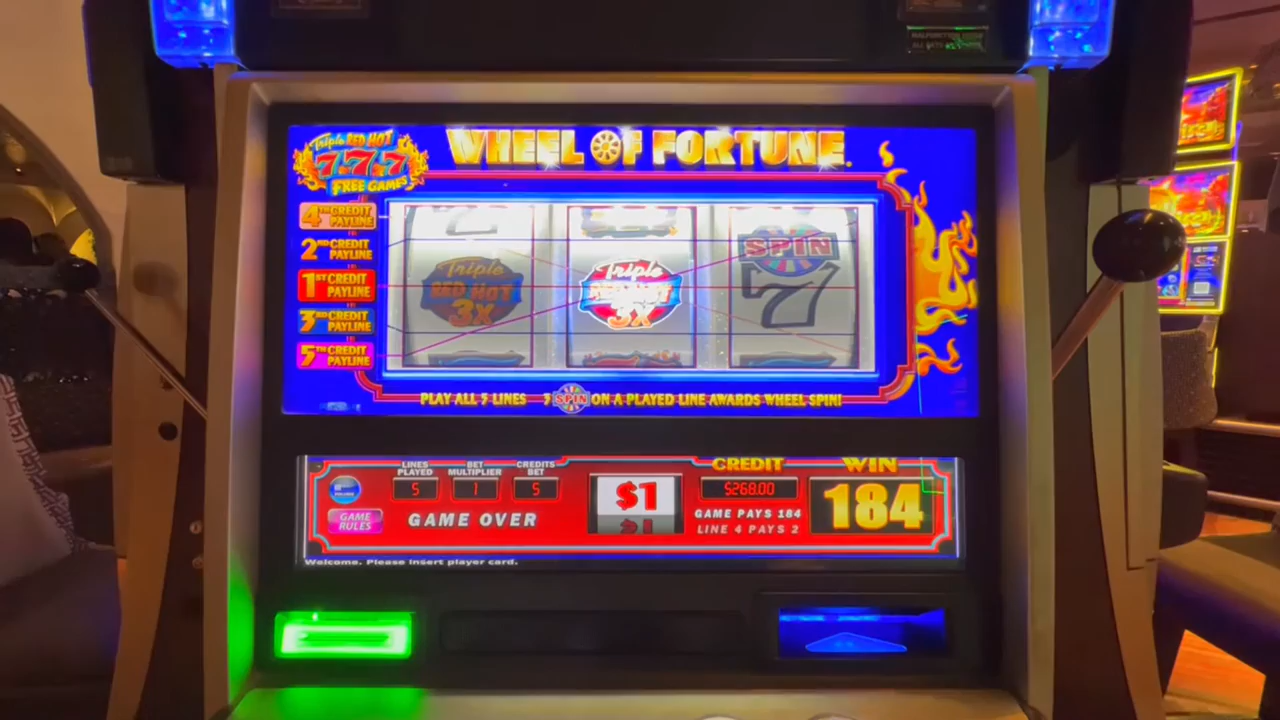 Triple RED HOT
777
FREE GAMES
WHEEL OF FORTUNE
4TH CREDIT PAYLINE
2ND CREDIT PAYLINE
1ST CREDIT PAYLINE
3RD CREDIT PAYLINE
5TH CREDIT PAYLINE
Triple
RED HOT
3X
Triple
RED HOT
3X
SPIN
7
PLAY ALL 5 LINES
SPIN ON A PLAYED LINE AWARDS WHEEL SPIN!
LINES PLAYED
5
BET MULTIPLIER
1
CREDITS BET
5
GAME RULES
GAME OVER
$1
CREDIT
$268.00
GAME PAYS 184
LINE 4 PAYS 2
WIN
184
Welcome. Please insert player card.